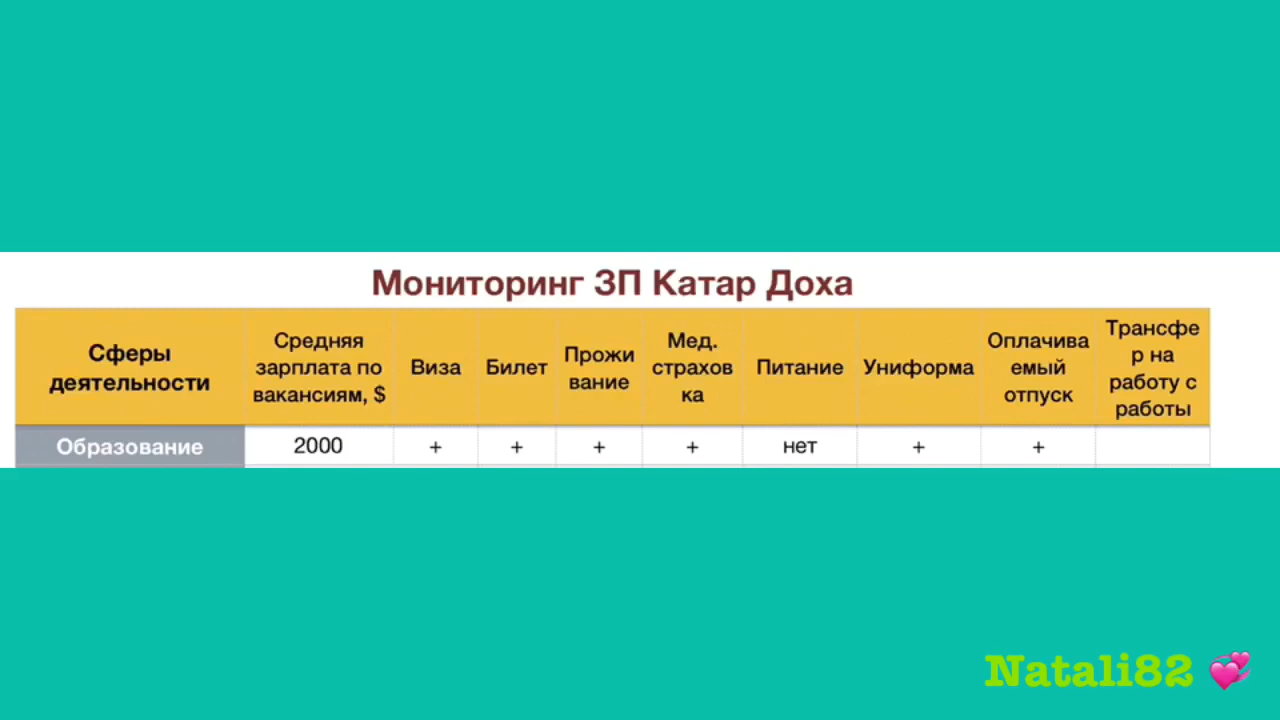 Мониторинг ЗП Катар Доха
Сферы
деятельности
Средняя
зарплата по
вакансиям, $
Виза
Билет
Прожи
вание
Мед.
страхов
ка
Питание
Униформа
Оплачива
емый
отпуск
Трансфе
р на
работу с
работы
Образование 2000 + + + + нет + +
Natali82 💞